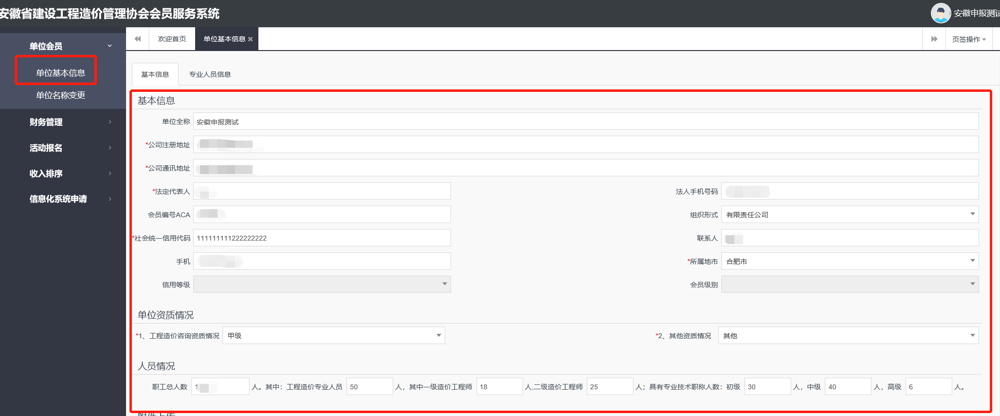 安徽省建设工程造价管理协会会员服务系统
安徽申报测试
单位会员
单位基本信息
单位名称变更
财务管理
活动报名
收入排序
信息化系统申请
欢迎首页
单位基本信息
页签操作
基本信息
专业人员信息
基本信息
单位全称 安徽申报测试
*公司注册地址
*公司通讯地址
*法定代表人
法人手机号码
会员编号ACA
组织形式 有限责任公司
*社会统一信用代码 111111111222222222
联系人
手机
*所属地市 合肥市
信用等级
会员级别
单位资质情况
*1、工程造价咨询资质情况 甲级
*2、其他资质情况 其他
人员情况
职工总人数 1 人。其中：工程造价专业人员 50 人，其中一级造价工程师 18 人,二级造价工程师 25 人；具有专业技术职称人数：初级 30 人，中级 40 人，高级 6 人。